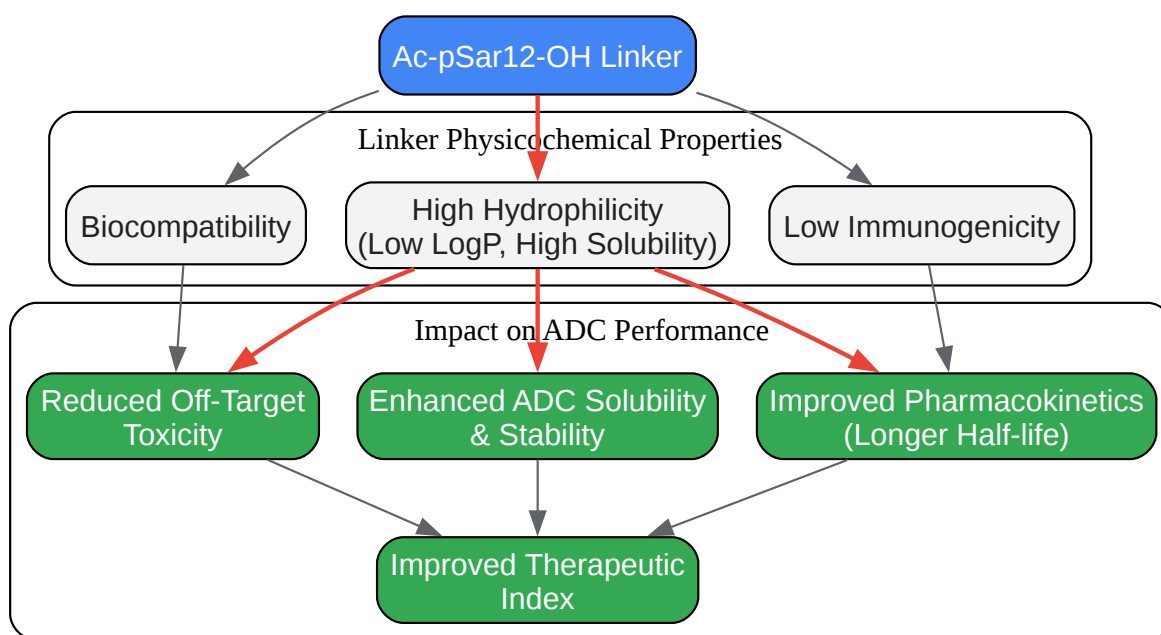 Ac-pSar12-OH Linker
Linker Physicochemical Properties
Biocompatibility
High Hydrophilicity
(Low LogP, High Solubility)
Low Immunogenicity
Impact on ADC Performance
Reduced Off-Target
Toxicity
Enhanced ADC Solubility
& Stability
Improved Pharmacokinetics
(Longer Half-life)
Improved Therapeutic
Index